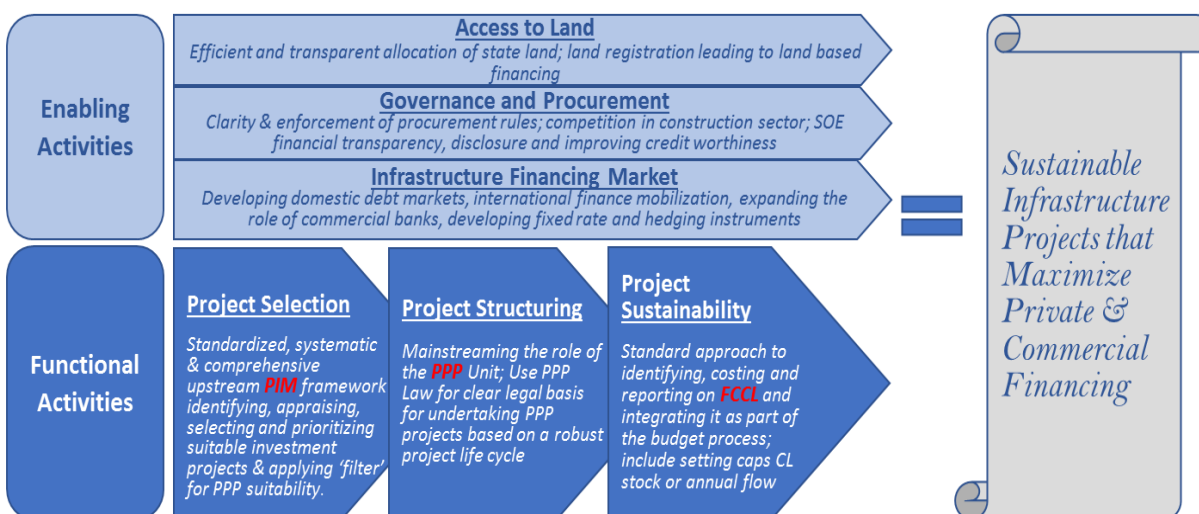 Enabling
Activities
Access to Land
Efficient and transparent allocation of state land; land registration leading to land based
financing
Governance and Procurement
Clarity & enforcement of procurement rules; competition in construction sector; SOE
financial transparency, disclosure and improving credit worthiness
Infrastructure Financing Market
Developing domestic debt markets, international finance mobilization, expanding the
role of commercial banks, developing fixed rate and hedging instruments
Functional
Activities
Project Selection
Standardized, systematic
& comprehensive
upstream PIM framework
identifying, appraising,
selecting and prioritizing
suitable investment
projects & applying ‘filter’
for PPP suitability.
Project Structuring
Mainstreaming the role of
the PPP Unit; Use PPP
Law for clear legal basis
for undertaking PPP
projects based on a robust
project life cycle
Project
Sustainability
Standard approach to
identifying, costing and
reporting on FCCL and
integrating it as part of
the budget process;
include setting caps CL
stock or annual flow
=
Sustainable
Infrastructure
Projects that
Maximize
Private &
Commercial
Financing